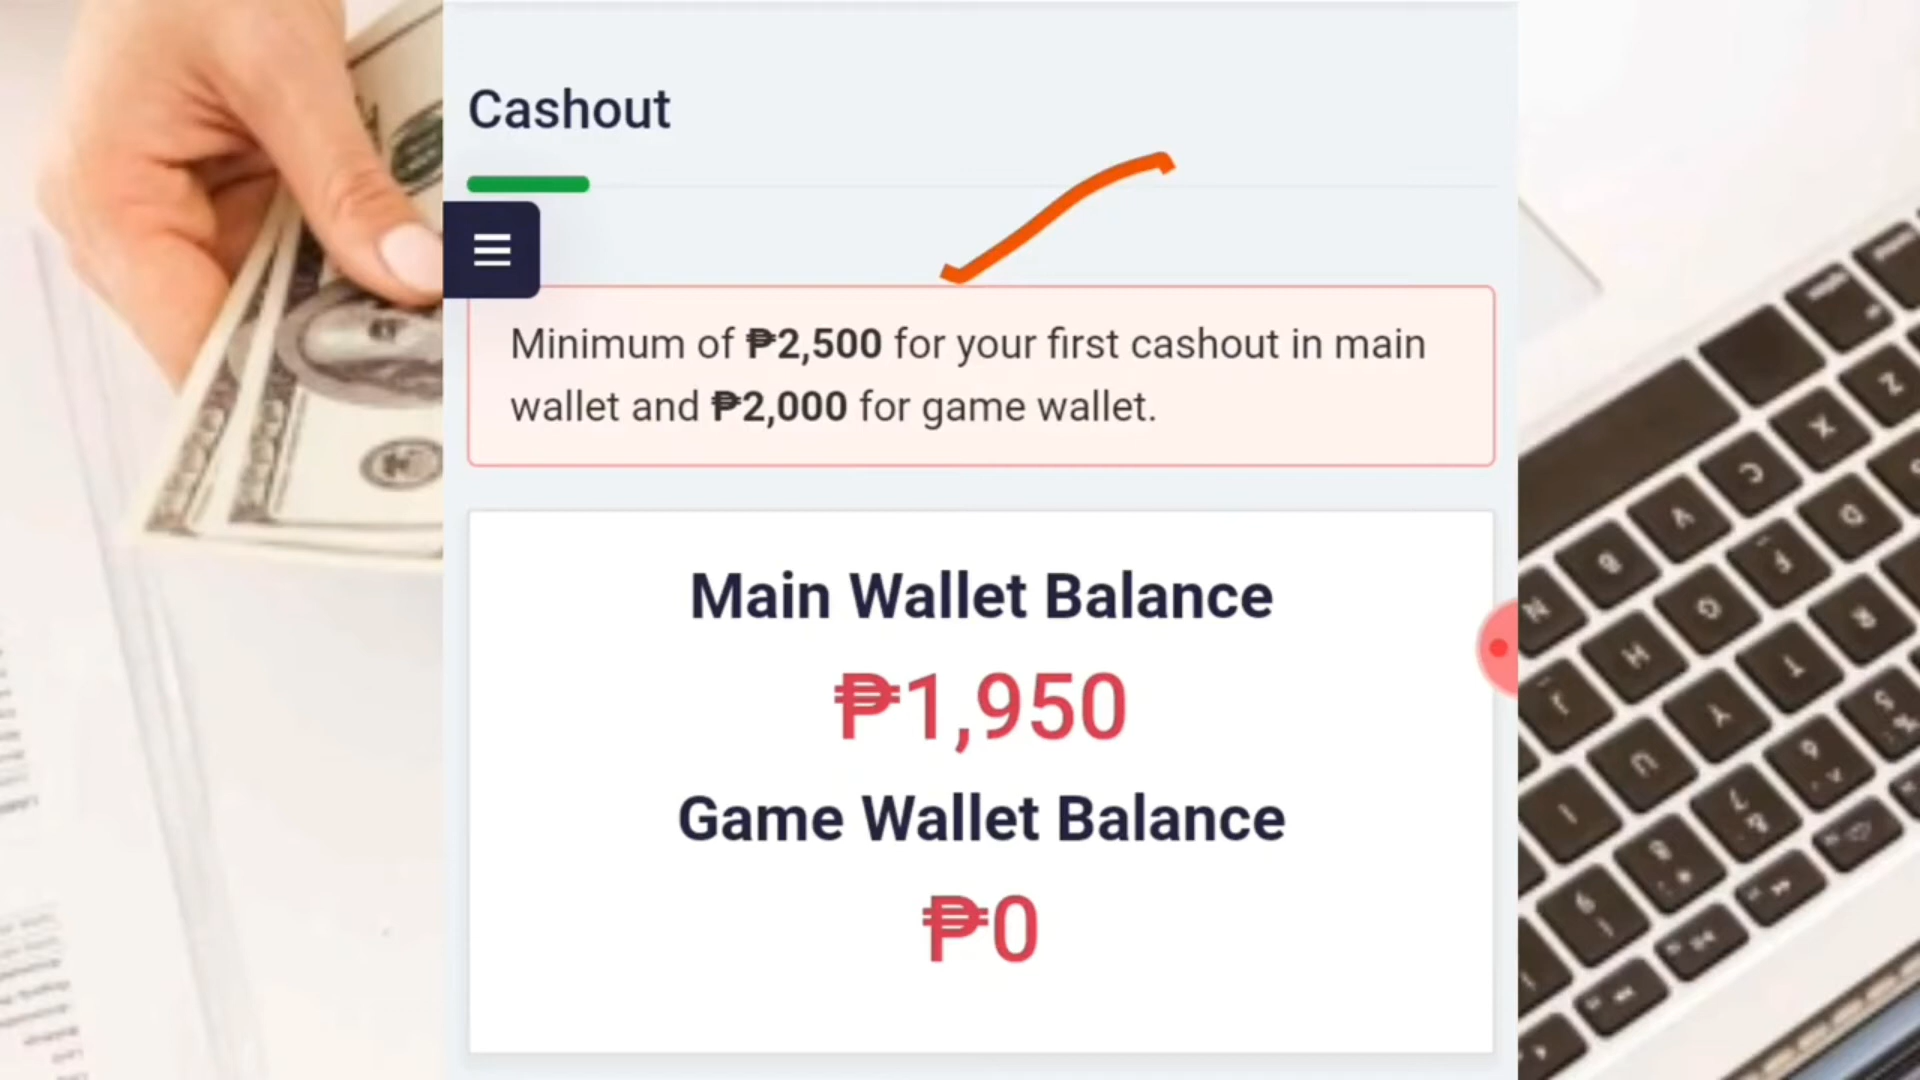 Cashout
Minimum of ₱2,500 for your first cashout in main
wallet and ₱2,000 for game wallet.
Main Wallet Balance
₱1,950
Game Wallet Balance
₱0